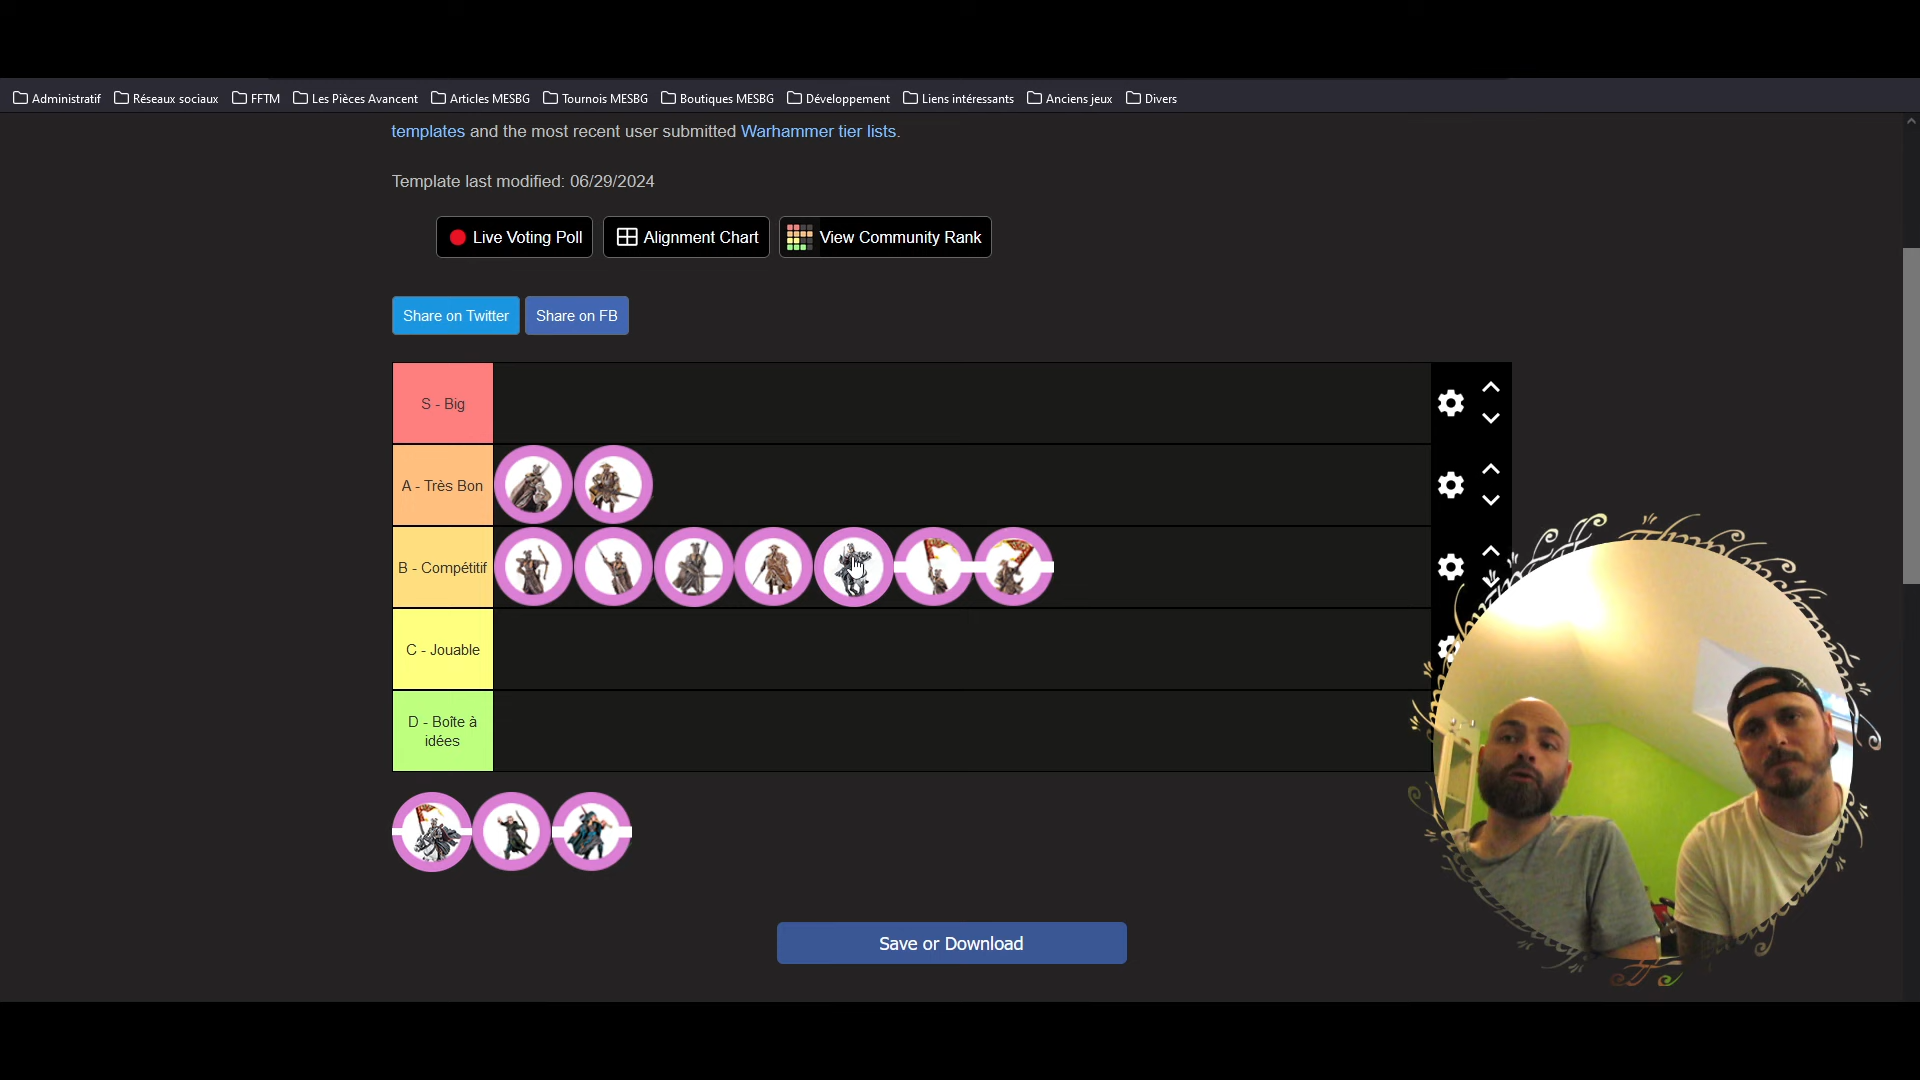 Administratif
Réseaux sociaux
FFTM
Les Pièces Avancent
Articles MESBG
Tournois MESBG
Boutiques MESBG
Développement
Liens intéressants
Anciens jeux
Divers
templates and the most recent user submitted Warhammer tier lists.
Template last modified: 06/29/2024
Live Voting Poll
Alignment Chart
View Community Rank
Share on Twitter
Share on FB
S - Big
A - Très Bon
B - Compétitif
C - Jouable
D - Boîte à
idées
Save or Download